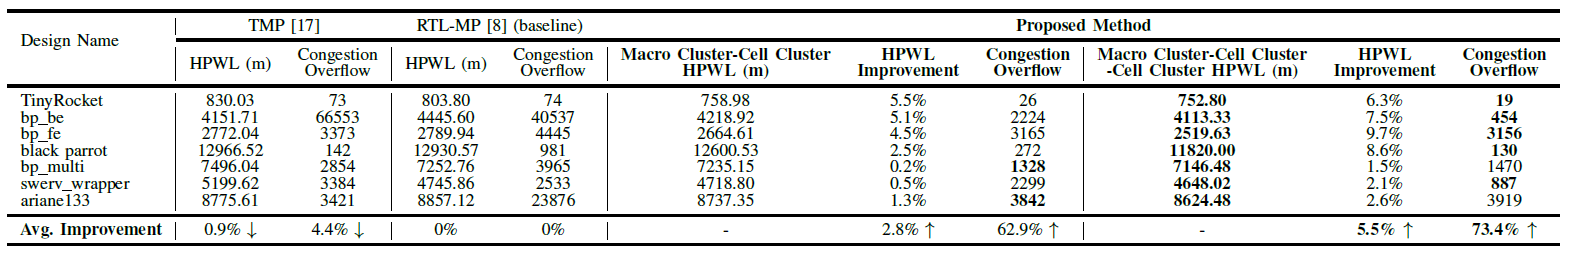 Design Name TMP [17] RTL-MP [8] (baseline) Proposed Method
HPWL (m) Congestion Overflow HPWL (m) Congestion Overflow Macro Cluster-Cell Cluster HPWL (m) HPWL Improvement Congestion Overflow Macro Cluster-Cell Cluster -Cell Cluster HPWL (m) HPWL Improvement Congestion Overflow
TinyRocket 830.03 73 803.80 74 758.98 5.5% 26 752.80 6.3% 19
bp_be 4151.71 66553 4445.60 40537 4218.92 5.1% 2224 4113.33 7.5% 454
bp_fe 2772.04 3373 2789.94 4445 2664.61 4.5% 3165 2519.63 9.7% 3156
black parrot 12966.52 142 12930.57 981 12600.53 2.5% 272 11820.00 8.6% 130
bp_multi 7496.04 2854 7252.76 3965 7235.15 0.2% 1328 7146.48 1.5% 1470
swerv_wrapper 5199.62 3384 4745.86 2533 4718.80 0.5% 2299 4648.02 2.1% 887
ariane133 8775.61 3421 8857.12 23876 8737.35 1.3% 3842 8624.48 2.6% 3919
Avg. Improvement 0.9% ↓ 4.4% ↓ 0% 0% - 2.8% ↑ 62.9% ↑ - 5.5% ↑ 73.4% ↑